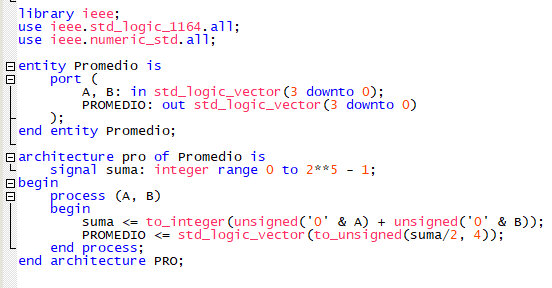 library ieee;
use ieee.std_logic_1164.all;
use ieee.numeric_std.all;
entity Promedio is
port (
A, B: in std_logic_vector(3 downto 0);
PROMEDIO: out std_logic_vector(3 downto 0)
);
end entity Promedio;
architecture pro of Promedio is
signal suma: integer range 0 to 2**5 - 1;
begin
process (A, B)
begin
suma <= to_integer(unsigned('0' & A) + unsigned('0' & B));
PROMEDIO <= std_logic_vector(to_unsigned(suma/2, 4));
end process;
end architecture PRO;